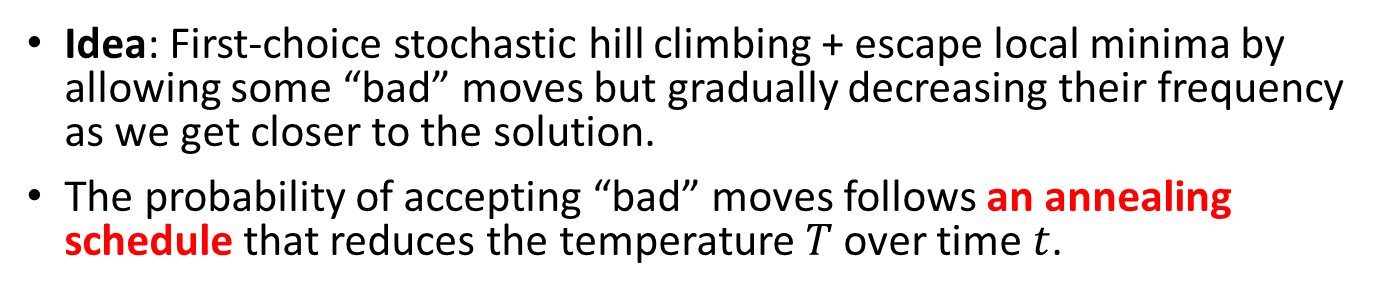 • Idea: First-choice stochastic hill climbing + escape local minima by
allowing some “bad” moves but gradually decreasing their frequency
as we get closer to the solution.
• The probability of accepting “bad” moves follows an annealing
schedule that reduces the temperature 𝑇 over time 𝑡.